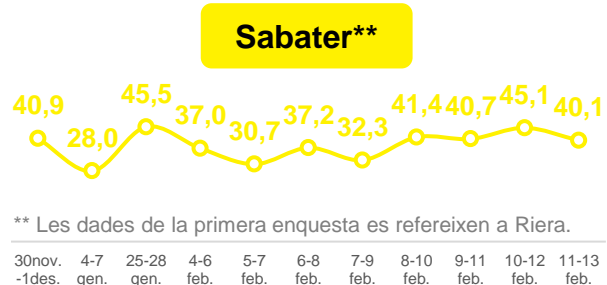 Sabater**
40,9 28,0 45,5 37,0 30,7 37,2 32,3 41,4 40,7 45,1 40,1
** Les dades de la primera enquesta es refereixen a Riera.
30nov. 4-7 25-28 4-6 5-7 6-8 7-9 8-10 9-11 10-12 11-13
-1des. gen. gen. feb. feb. feb. feb. feb. feb. feb. feb.